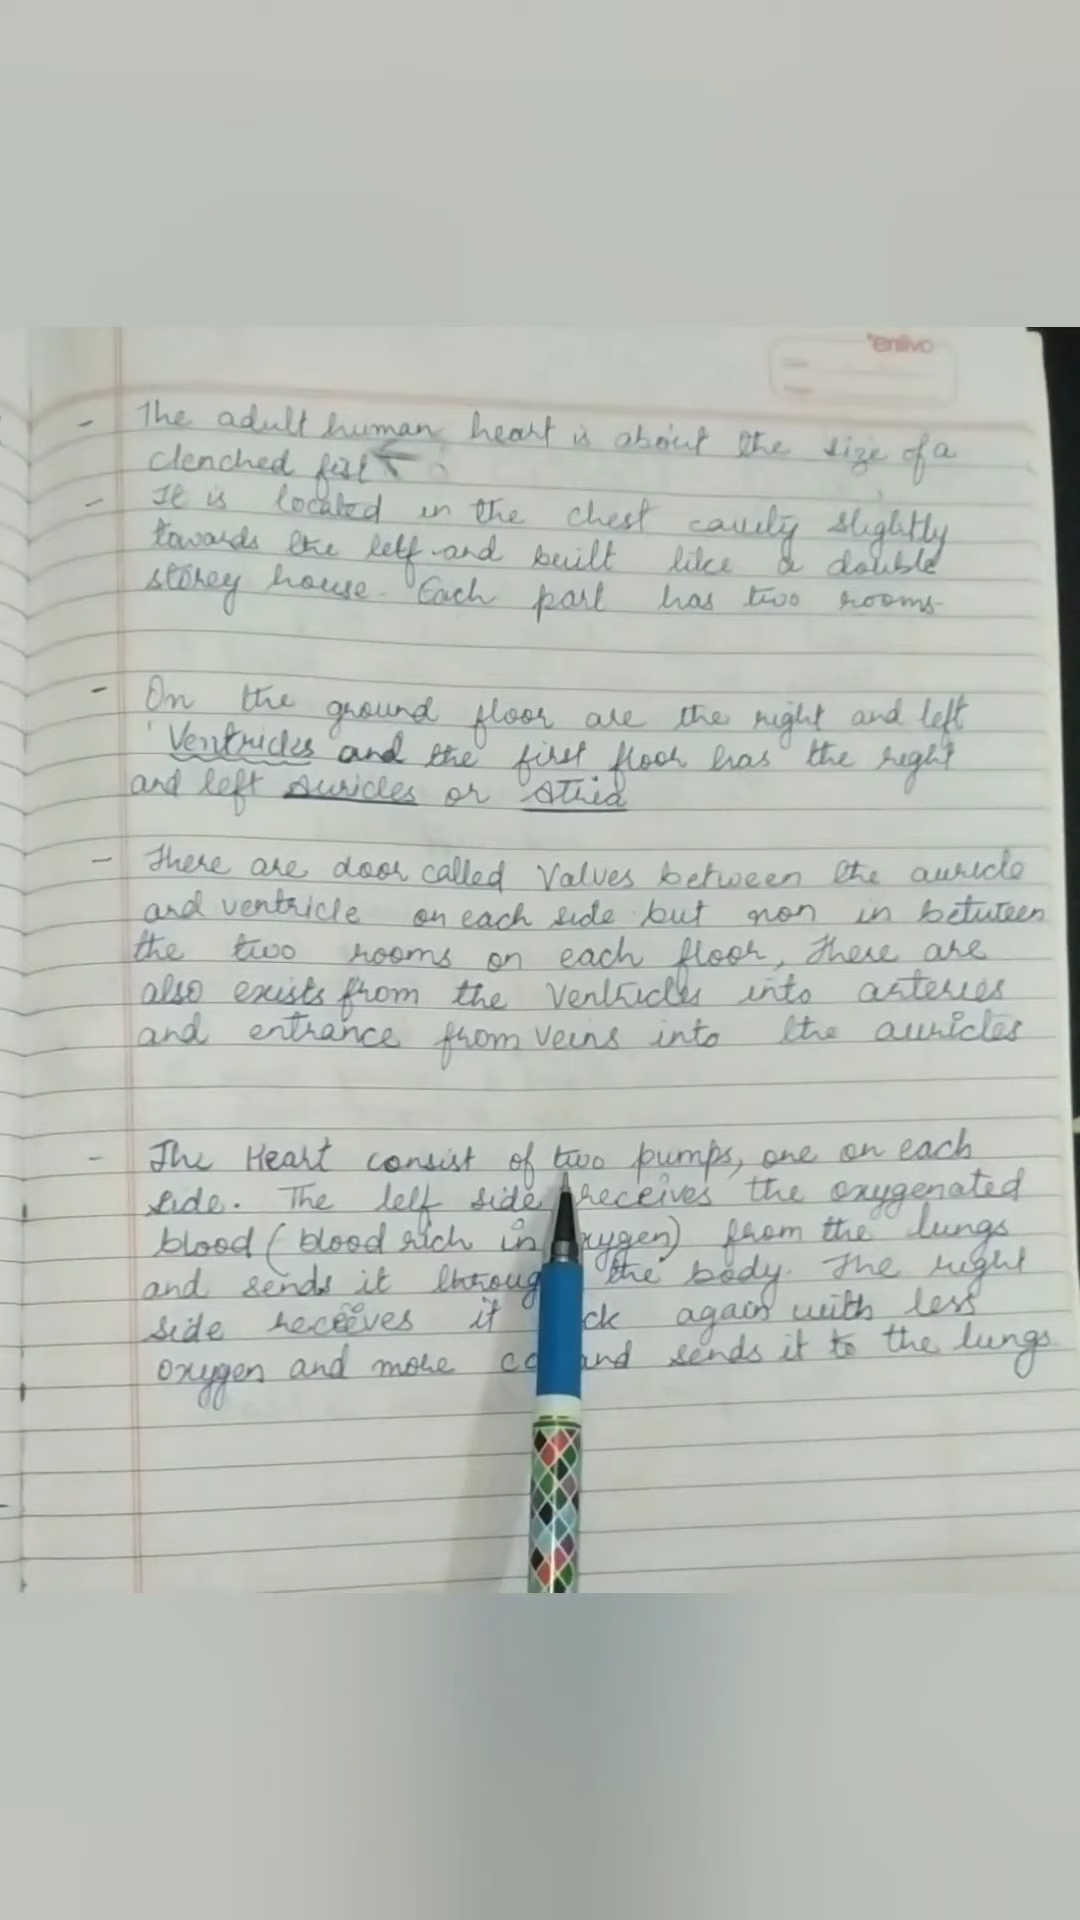 "enlivo
- The adult human heart is about the size of a
clenched fist
- It is located in the chest cavity slightly
towards the left and built like a double
storey house. Each part has two rooms
- On the ground floor are the right and left
Ventricles and the first floor has the right
and left auricles or atria
- There are door called Valves between the auricle
and ventricle on each side but non in betuteen
the two rooms on each floor, There are
also exists from the Ventricles into arteries
and entrance from veins into the auricles
- The Heart consist of two pumps, one on each
side. The left side receives the oxygenated
blood (blood rich in xygen) from the lungs
and sends it throug the body. The right
side receives it ck again with less
oxygen and more and sends it to the lungs